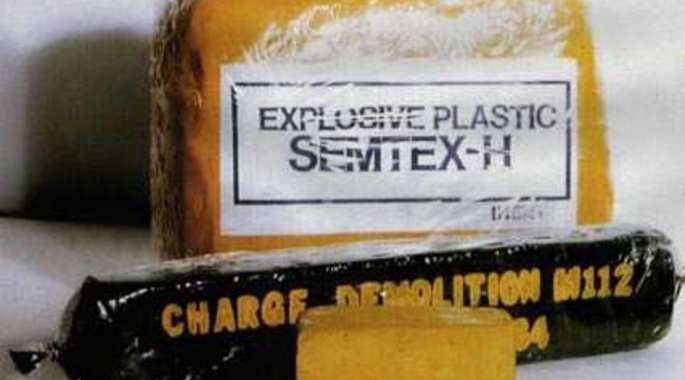 EXPLOSIVE PLASTIC
SEMTEX-H
CHARGE DEMOLITION M112